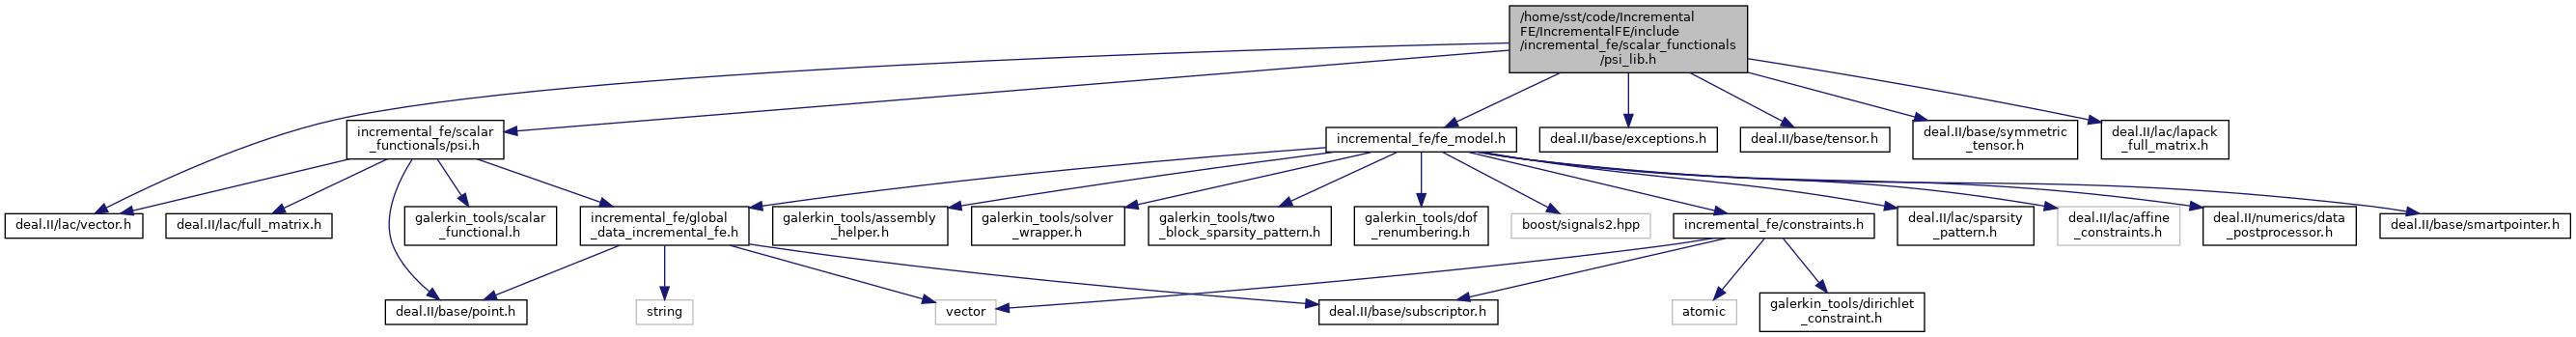 /home/sst/code/Incremental
FE/IncrementalFE/include
/incremental_fe/scalar_functionals
/psi_lib.h
incremental_fe/scalar
_functionals/psi.h
incremental_fe/fe_model.h
deal.II/base/exceptions.h
deal.II/base/tensor.h
deal.II/base/symmetric
_tensor.h
deal.II/lac/lapack
_full_matrix.h
deal.II/lac/vector.h
deal.II/lac/full_matrix.h
galerkin_tools/scalar
_functional.h
incremental_fe/global
_data_incremental_fe.h
galerkin_tools/assembly
_helper.h
galerkin_tools/solver
_wrapper.h
galerkin_tools/two
_block_sparsity_pattern.h
galerkin_tools/dof
_renumbering.h
boost/signals2.hpp
incremental_fe/constraints.h
deal.II/lac/sparsity
_pattern.h
deal.II/lac/affine
_constraints.h
deal.II/numerics/data
_postprocessor.h
deal.II/base/smartpointer.h
deal.II/base/point.h
string
vector
deal.II/base/subscriptor.h
atomic
galerkin_tools/dirichlet
_constraint.h